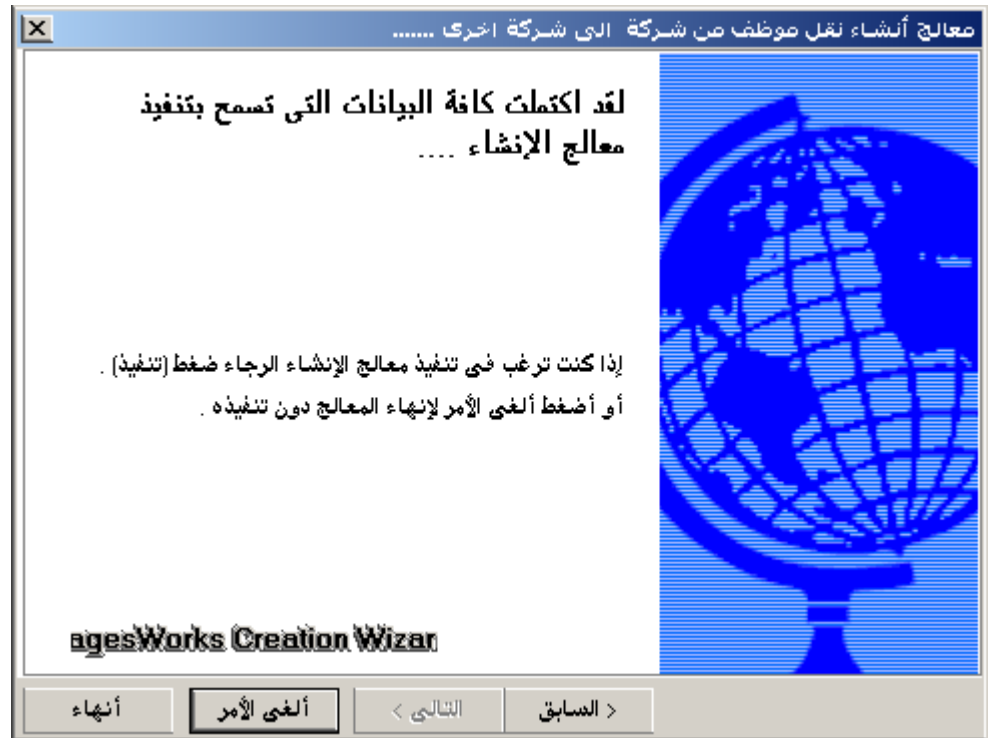 معالج أنشاء نقل موظف من شركة الى شركة اخرى .......
لقد اكتملت كافة البيانات التى تسمح بتنفيذ
معالج الإنشاء ....
إذا كنت ترغب فى تنفيذ معالج الإنشاء الرجاء ضغط (تنفيذ) .
أو أضغط ألغى الأمر لإنهاء المعالج دون تنفيذه .
agesWorks Creation Wizar
< السابق
التالى >
ألغى الأمر
أنهاء